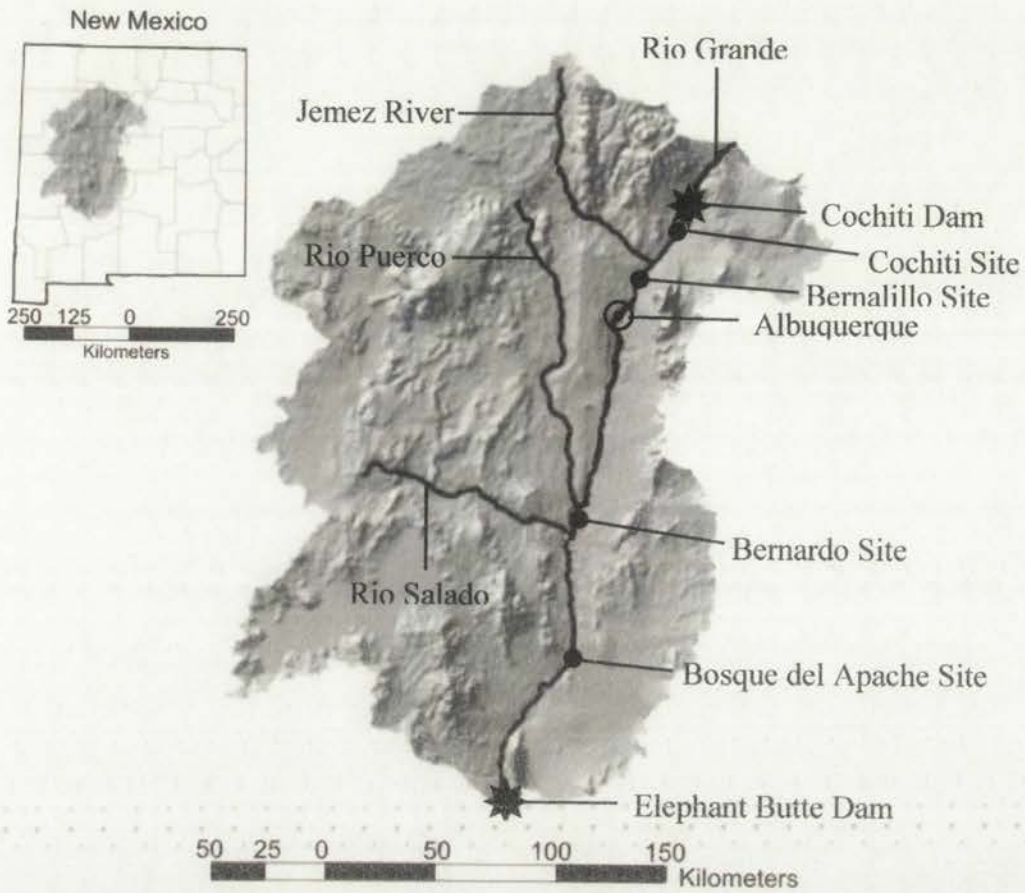 New Mexico
250 125 0 250
Kilometers
Rio Grande
Jemez River
Cochiti Dam
Rio Puerco
Cochiti Site
Bernalillo Site
Albuquerque
Bernardo Site
Rio Salado
Bosque del Apache Site
Elephant Butte Dam
50 25 0 50 100 150
Kilometers